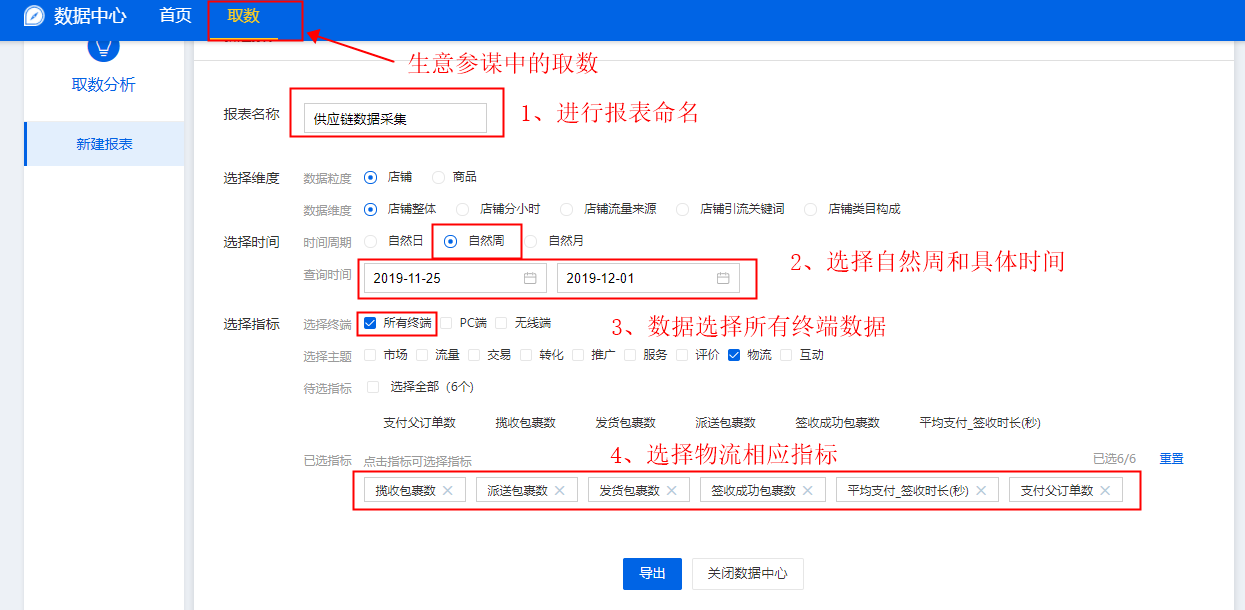 数据中心 首页 取数
生意参谋中的取数
取数分析
新建报表
报表名称 供应链数据采集 1、进行报表命名
选择维度 数据粒度 店铺 商品
数据维度 店铺整体 店铺分小时 店铺流量来源 店铺引流关键词 店铺类目构成
选择时间 时间周期 自然日 自然周 自然月
2、选择自然周和具体时间
查询时间 2019-11-25 2019-12-01
选择指标 选择终端 所有终端 PC端 无线端 3、数据选择所有终端数据
选择主题 市场 流量 交易 转化 推广 服务 评价 物流 互动
待选指标 选择全部（6个）
支付父订单数 揽收包裹数 发货包裹数 派送包裹数 签收成功包裹数 平均支付_签收时长(秒)
4、选择物流相应指标
已选指标 点击指标可选择指标 已选6/6 重置
揽收包裹数 派送包裹数 发货包裹数 签收成功包裹数 平均支付_签收时长(秒) 支付父订单数
导出 关闭数据中心